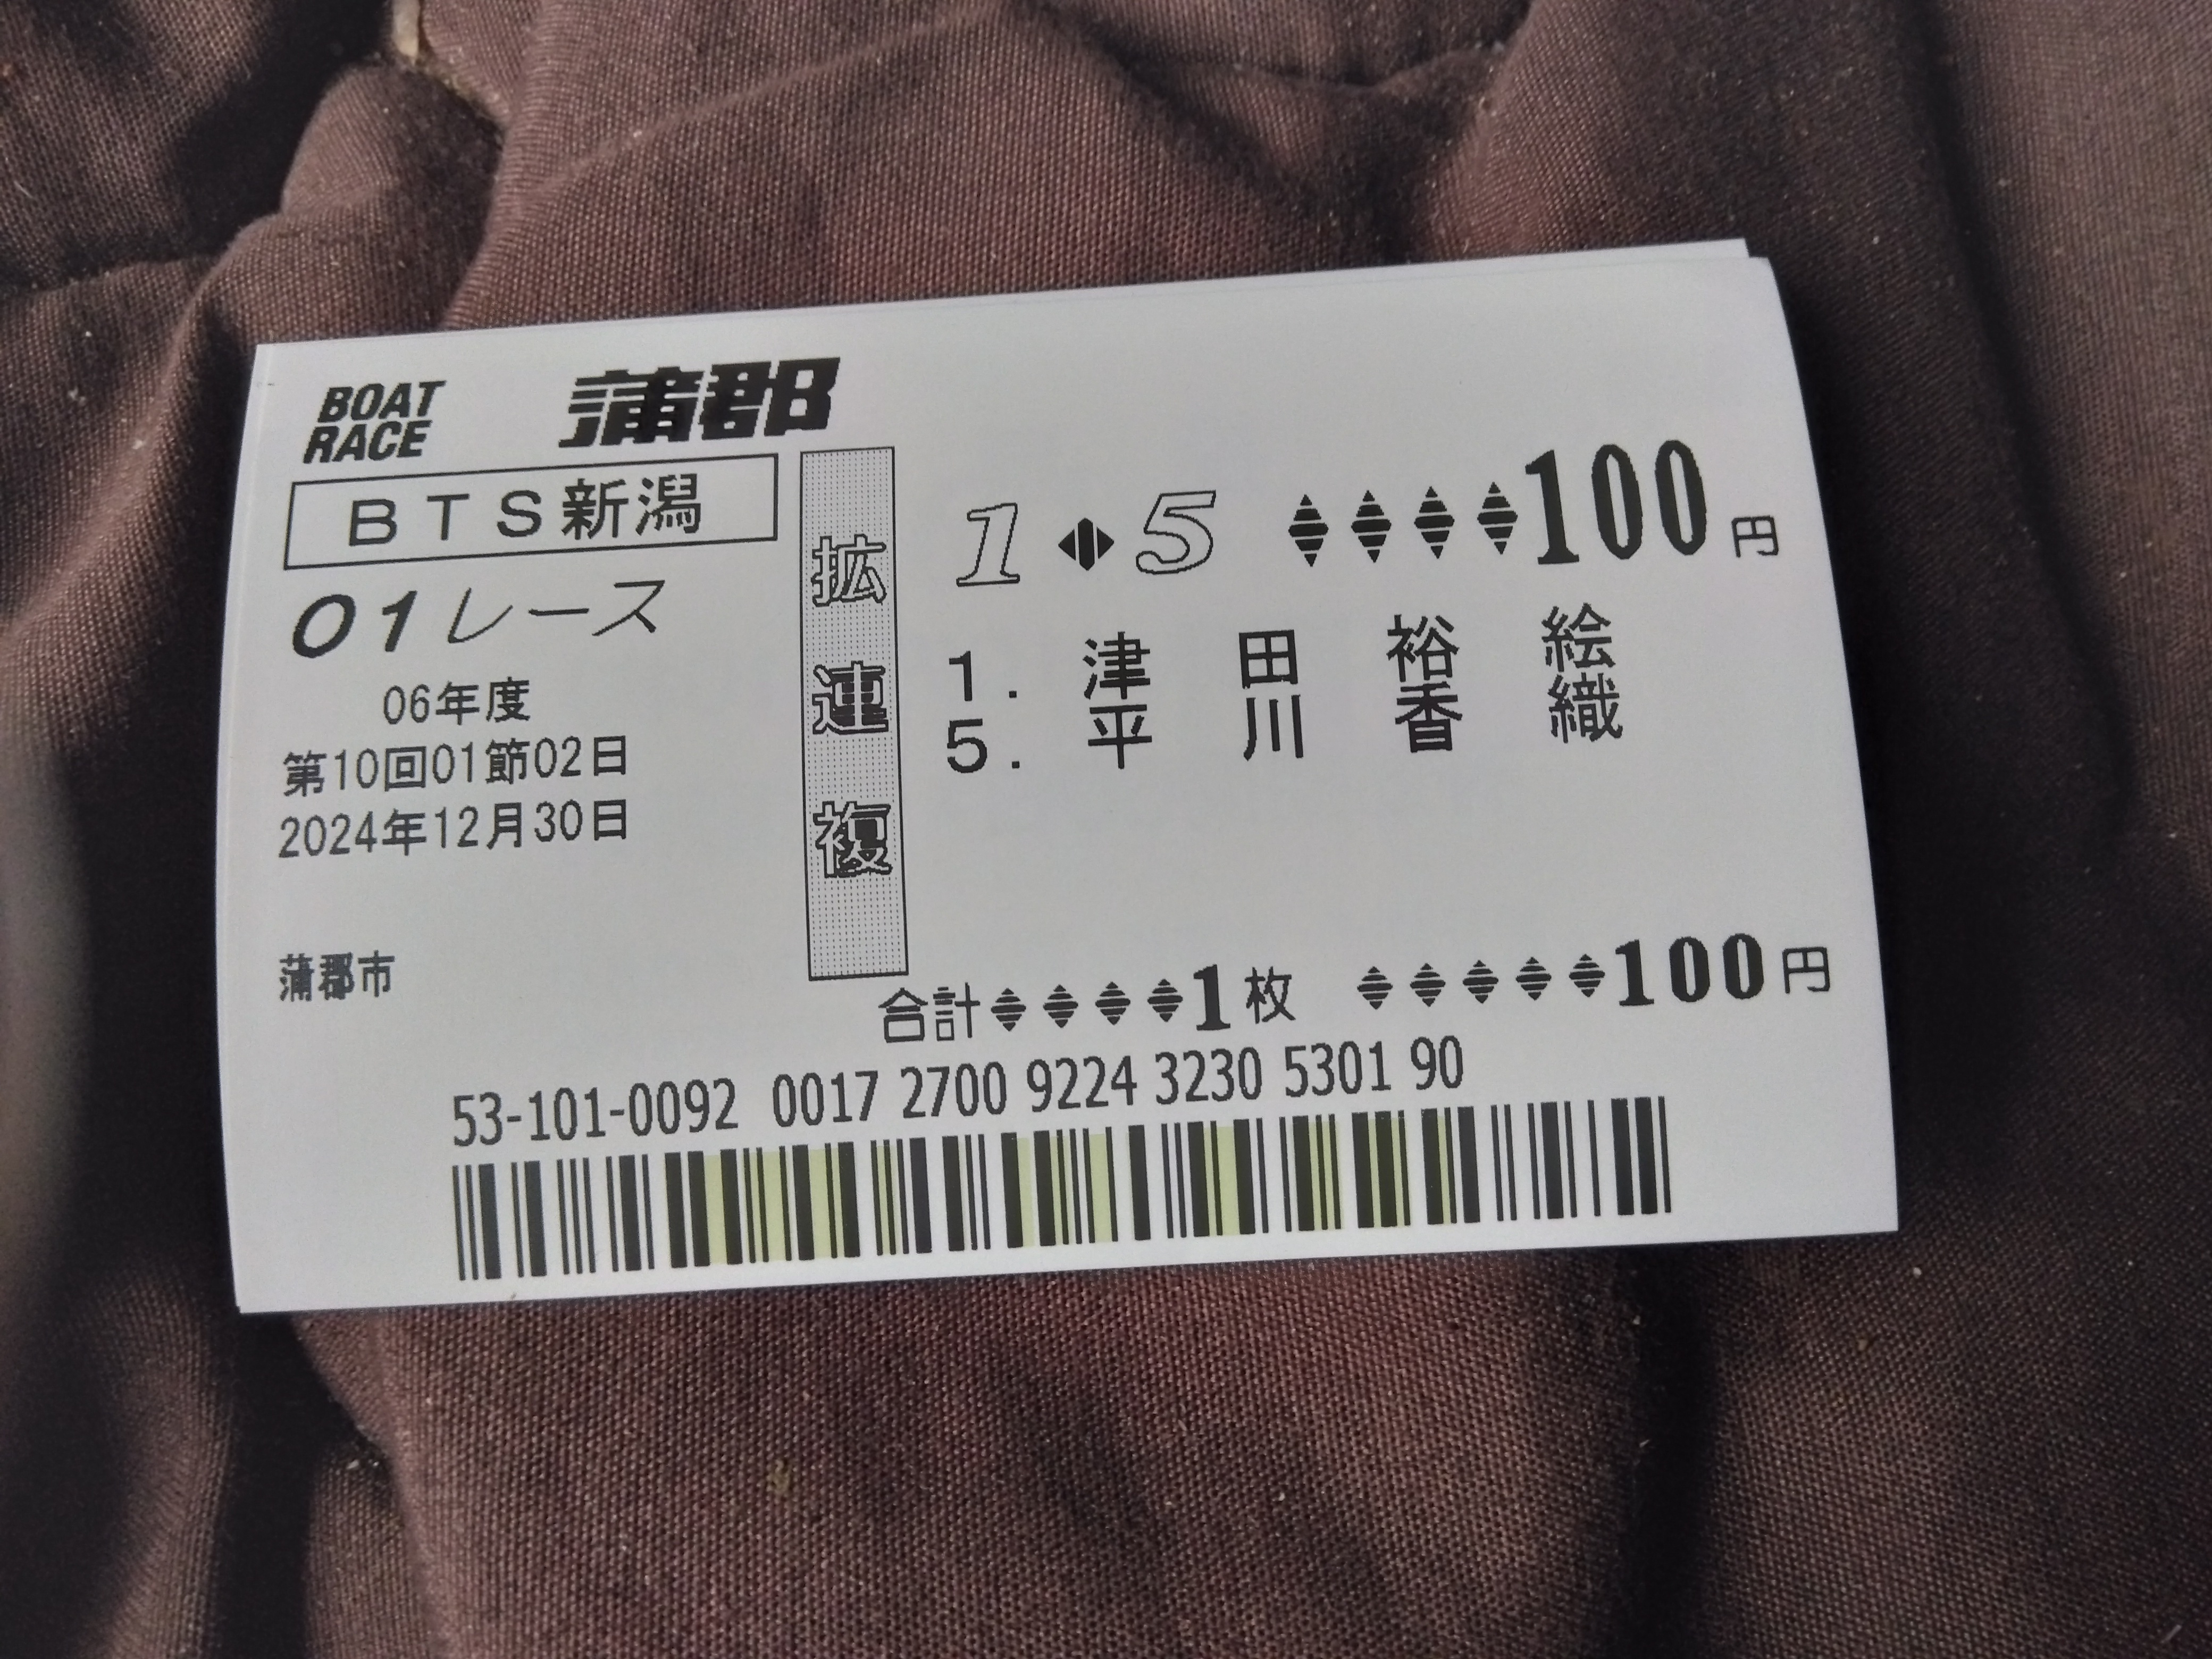 BOAT
RACE
蒲郡
BTS新潟
01レース
06年度
第10回01節02日
2024年12月30日
蒲郡市
拡連複
1 5 100円
1. 津田裕絵
5. 平川香織
合計 1枚 100円
53-101-0092 0017 2700 9224 3230 5301 90